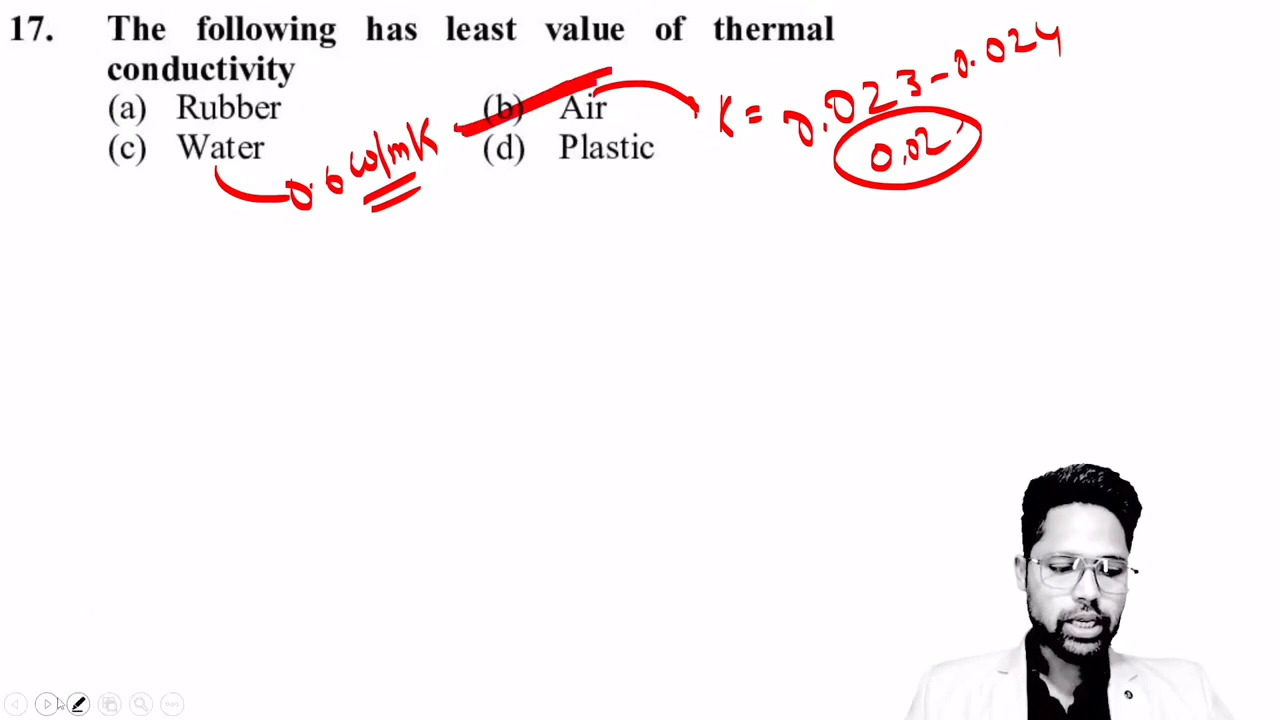 17. The following has least value of thermal
conductivity
(a) Rubber (b) Air
(c) Water (d) Plastic
K = 0.023 - 0.024
0.02
0.6 W/mK